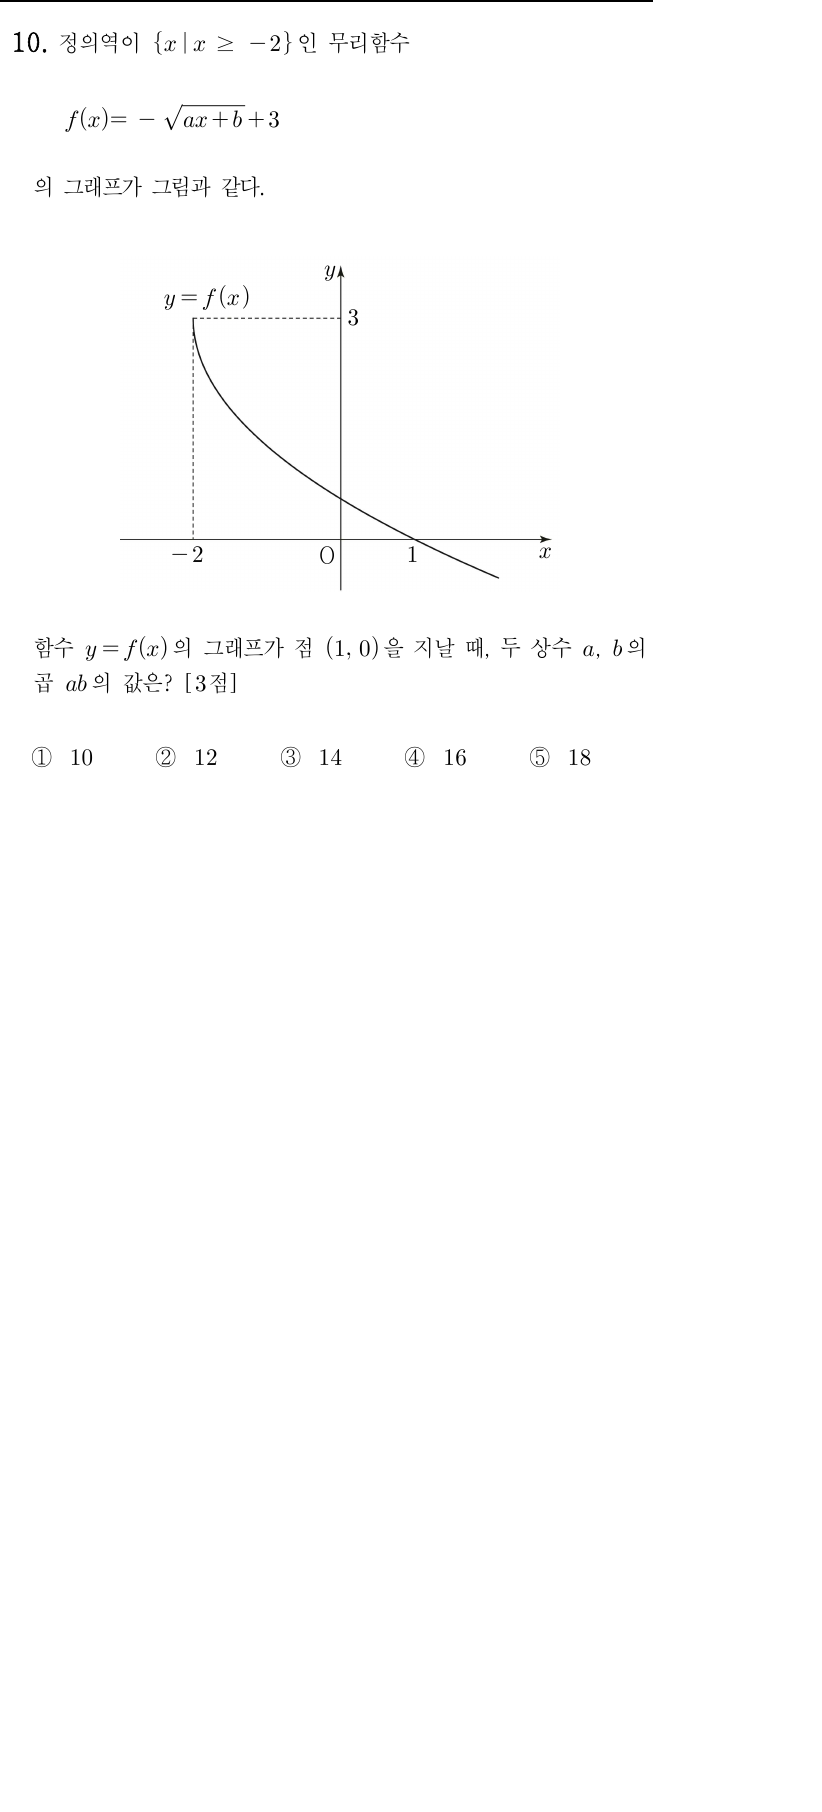 10. 정의역이 {x | x ≥ −2}인 무리함수
f(x)= −√(ax+b)+3
의 그래프가 그림과 같다.
y
y=f(x)
3
−2
O
1
x
함수 y=f(x)의 그래프가 점 (1, 0)을 지날 때, 두 상수 a, b의
곱 ab의 값은? [3점]
① 10 ② 12 ③ 14 ④ 16 ⑤ 18